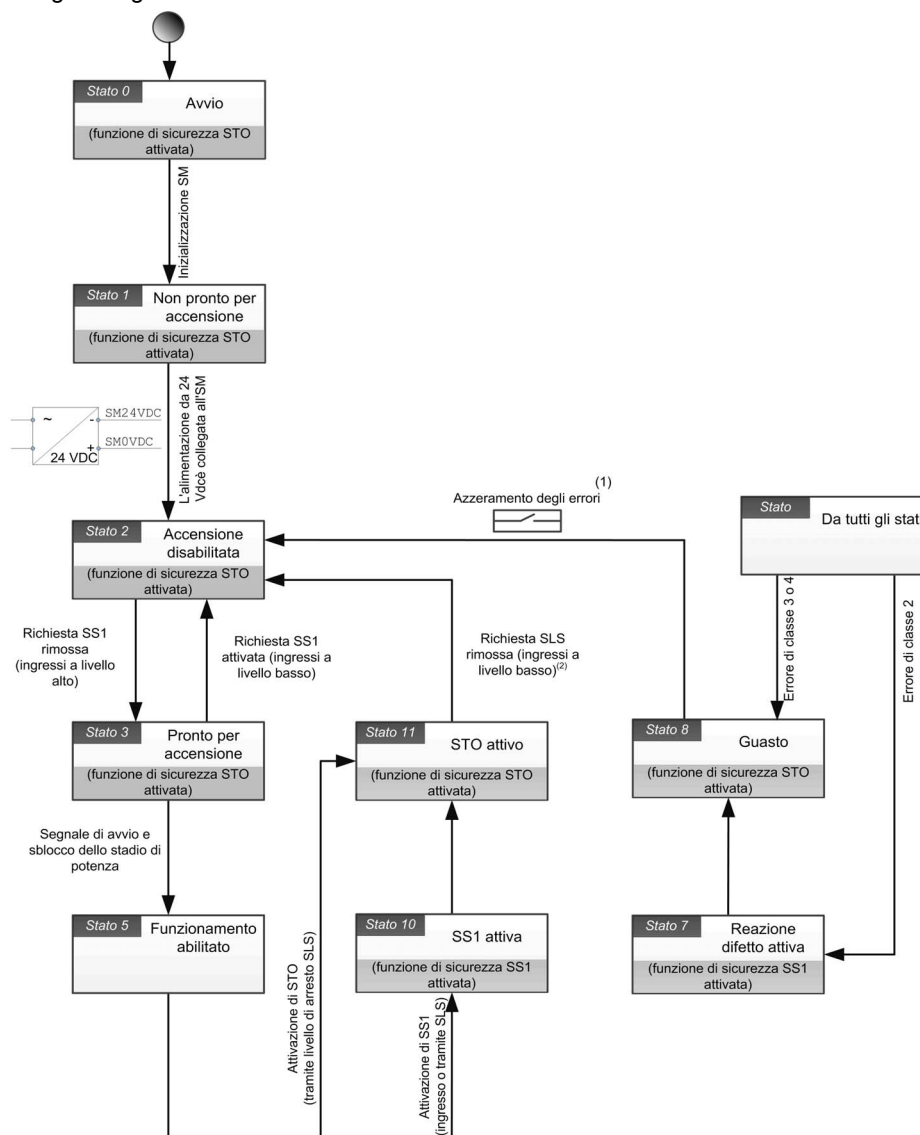 Stato 0
Avvio
(funzione di sicurezza STO
attivata)
Inizializzazione SM
Stato 1
Non pronto per
accensione
(funzione di sicurezza STO
attivata)
L'alimentazione da 24
Vdcè collegata all'SM
~
-
SM24VDC
+
SM0VDC
24 VDC
(1)
Azzeramento degli errori
Stato
Da tutti gli stat
Stato 2
Accensione
disabilitata
(funzione di sicurezza STO
attivata)
Errore di classe 3 o 4
Errore di classe 2
Richiesta SS1
rimossa
(ingressi a livello
alto)
Richiesta SS1
attivata (ingressi a
livello basso)
Richiesta SLS
rimossa (ingressi a
livello basso)(2)
Stato 3
Pronto per
accensione
(funzione di sicurezza STO
attivata)
Stato 11
STO attivo
(funzione di sicurezza STO
attivata)
Stato 8
Guasto
(funzione di sicurezza STO
attivata)
Segnale di avvio e
sblocco dello stadio di
potenza
Stato 5
Funzionamento
abilitato
Stato 10
SS1 attiva
(funzione di sicurezza SS1
attivata)
Stato 7
Reazione
difetto attiva
(funzione di sicurezza SS1
attivata)
Attivazione di STO
(tramite livello di arresto SLS)
Attivazione di SS1
(ingresso o tramite SLS)